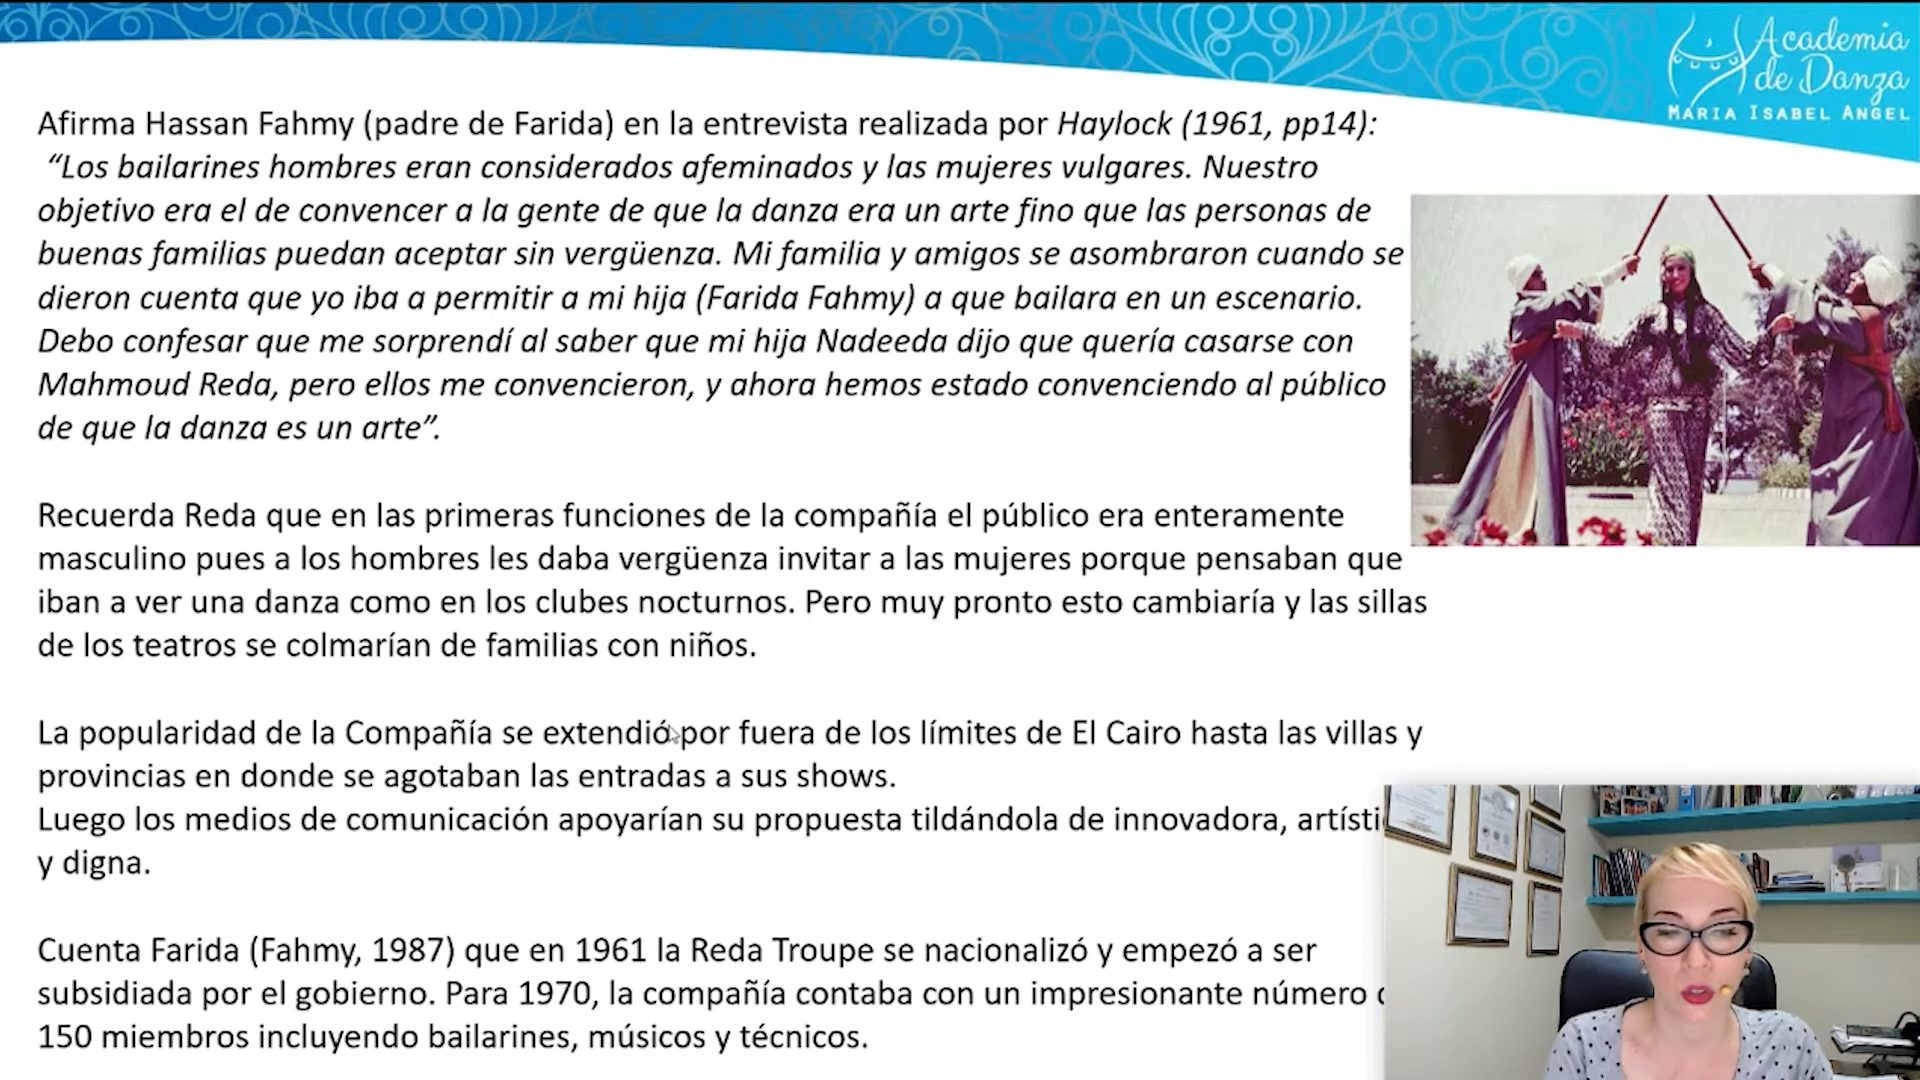 Academia
de Danza
MARIA ISABEL ANGEL
Afirma Hassan Fahmy (padre de Farida) en la entrevista realizada por Haylock (1961, pp14):
“Los bailarines hombres eran considerados afeminados y las mujeres vulgares. Nuestro
objetivo era el de convencer a la gente de que la danza era un arte fino que las personas de
buenas familias puedan aceptar sin vergüenza. Mi familia y amigos se asombraron cuando se
dieron cuenta que yo iba a permitir a mi hija (Farida Fahmy) a que bailara en un escenario.
Debo confesar que me sorprendí al saber que mi hija Nadeeda dijo que quería casarse con
Mahmoud Reda, pero ellos me convencieron, y ahora hemos estado convenciendo al público
de que la danza es un arte”.
Recuerda Reda que en las primeras funciones de la compañía el público era enteramente
masculino pues a los hombres les daba vergüenza invitar a las mujeres porque pensaban que
iban a ver una danza como en los clubes nocturnos. Pero muy pronto esto cambiaría y las sillas
de los teatros se colmarían de familias con niños.
La popularidad de la Compañía se extendió por fuera de los límites de El Cairo hasta las villas y
provincias en donde se agotaban las entradas a sus shows.
Luego los medios de comunicación apoyarían su propuesta tildándola de innovadora,
y digna.
Cuenta Farida (Fahmy, 1987) que en 1961 la Reda Troupe se nacionalizó y empezó a ser
subsidiada por el gobierno. Para 1970, la compañía contaba con un impresionante número
150 miembros incluyendo bailarines, músicos y técnicos.